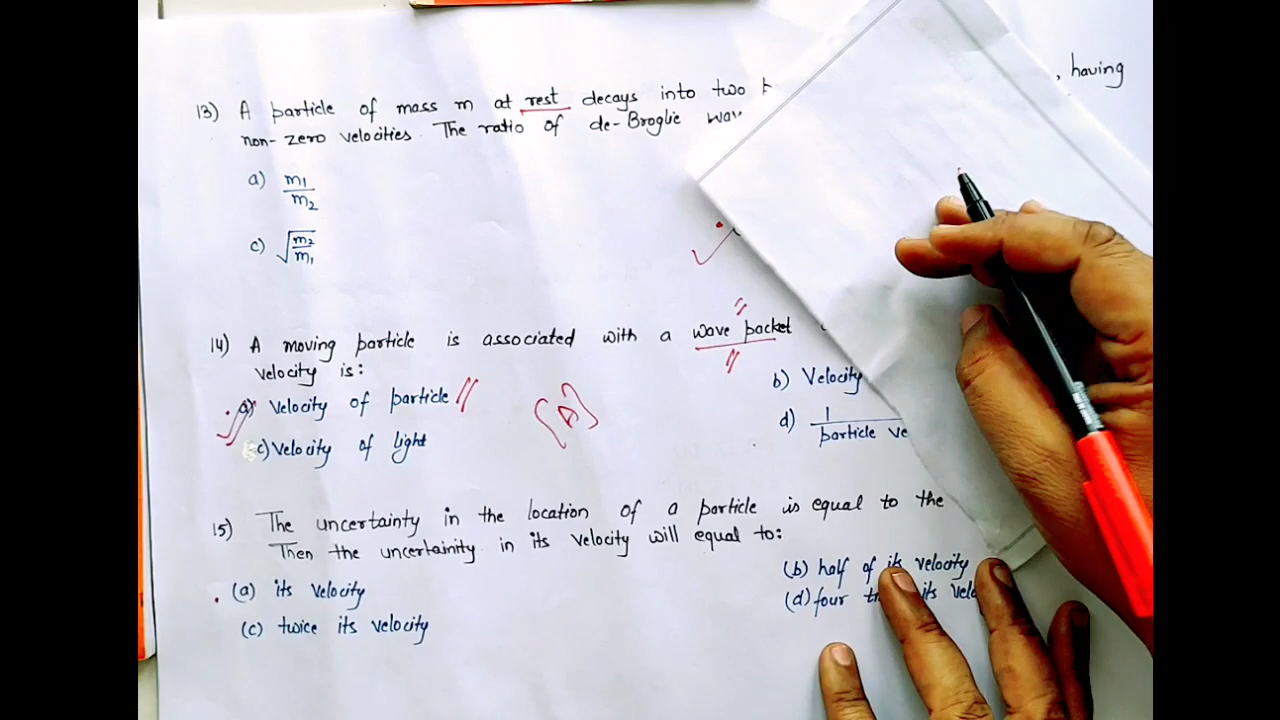 13) A particle of mass m at rest decays into two
, having
non-zero velocities. The ratio of de-Broglie
a) m1/m2
c) √m2/m1
14) A moving particle is associated with a wave packet
velocity is:
a) Velocity of particle
b) Velocity
[A]
c) Velocity of light
d) 1/particle
15) The uncertainty in the location of a particle is equal to the
Then the uncertainity in its velocity will equal to:
(a) its velocity
(b) half of its velocity
(c) twice its velocity
(d) four its